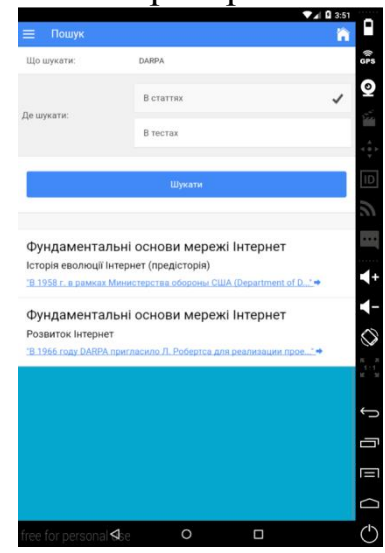 3:51
Пошук
Що шукати: DARPA
GPS
Де шукати:
В статтях
В тестах
ID
Шукати
Фундаментальні основи мережі Інтернет
Історія еволюції Інтернет (предісторія)
"В 1958 г. в рамках Министерства обороны США (Department of D..."
Фундаментальні основи мережі Інтернет
Розвиток Інтернет
"В 1966 году DARPA пригласило Л. Робертса для реализации прое..."
free for personal use